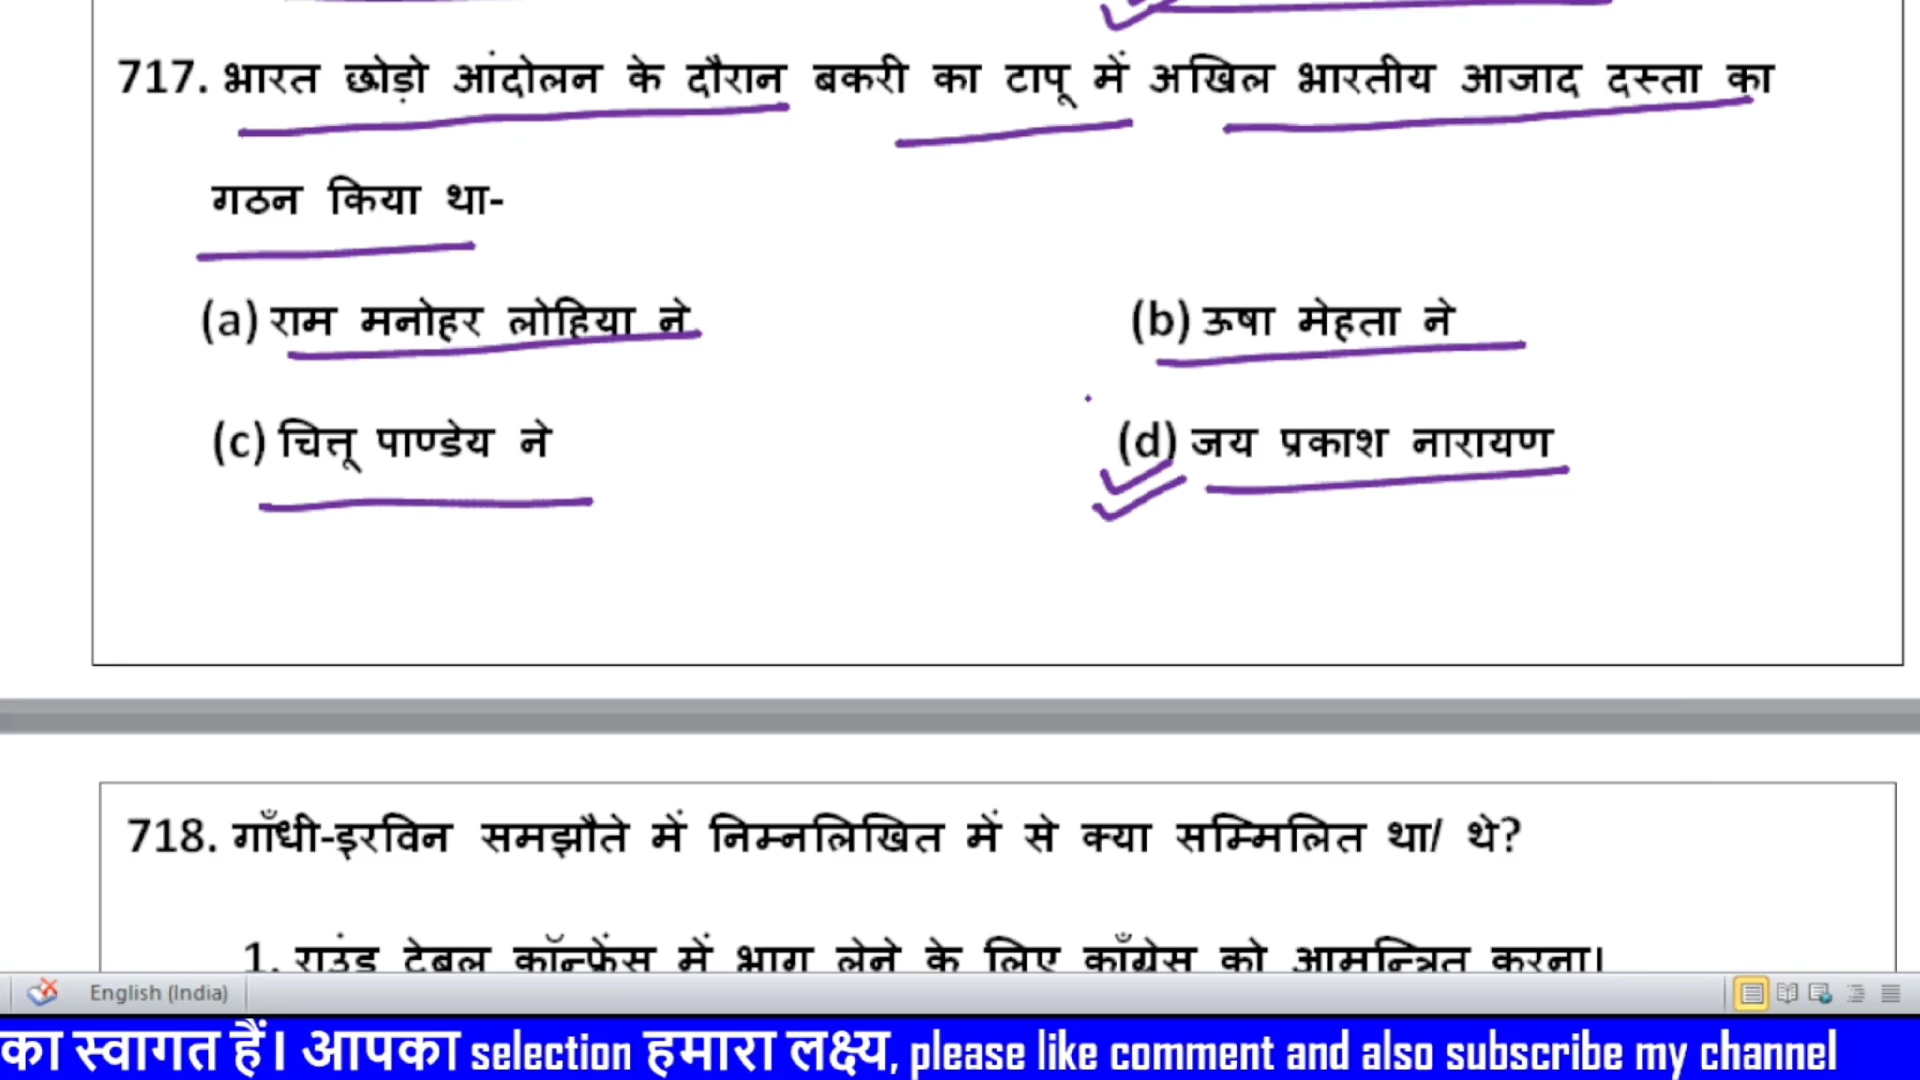 717. भारत छोड़ो आंदोलन के दौरान बकरी का टापू में अखिल भारतीय आजाद दस्ता का
गठन किया था-
(a) राम मनोहर लोहिया ने
(b) ऊषा मेहता ने
(c) चित्तू पाण्डेय ने
(d) जय प्रकाश नारायण
718. गाँधी-इरविन समझौते में निम्नलिखित में से क्या सम्मिलित था/ थे?
1. राउंड टेबल कॉन्फ्रेंस में भाग लेने के लिए काँग्रेस को आमन्त्रित करना।
English (India)
का स्वागत हैं। आपका selection हमारा लक्ष्य, please like comment and also subscribe my channel